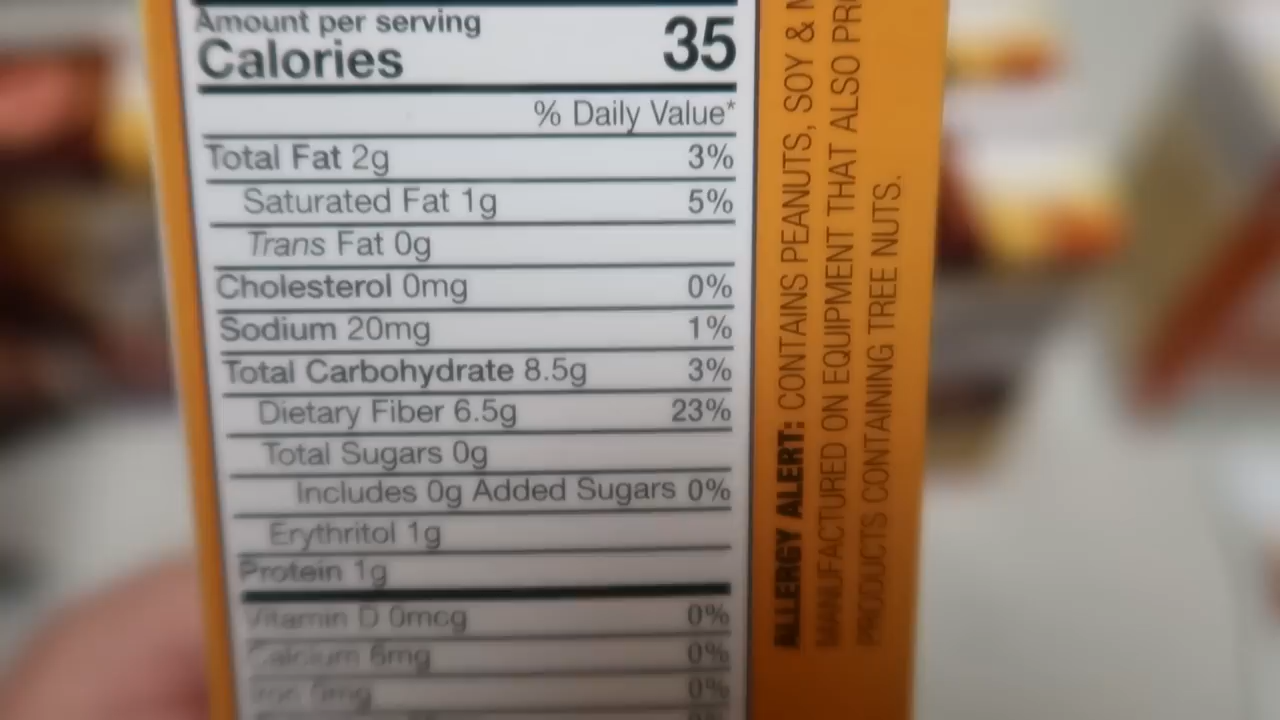 Amount per serving
Calories 35
% Daily Value*
Total Fat 2g 3%
Saturated Fat 1g 5%
Trans Fat 0g
Cholesterol 0mg 0%
Sodium 20mg 1%
Total Carbohydrate 8.5g 3%
Dietary Fiber 6.5g 23%
Total Sugars 0g
Includes 0g Added Sugars 0%
Erythritol 1g
Protein 1g
Vitamin D 0mcg 0%
Calcium 6mg 0%
0%
ALLERGY ALERT: CONTAINS PEANUTS, SOY &
MANUFACTURED ON EQUIPMENT THAT ALSO
PRODUCTS CONTAINING TREE NUTS.